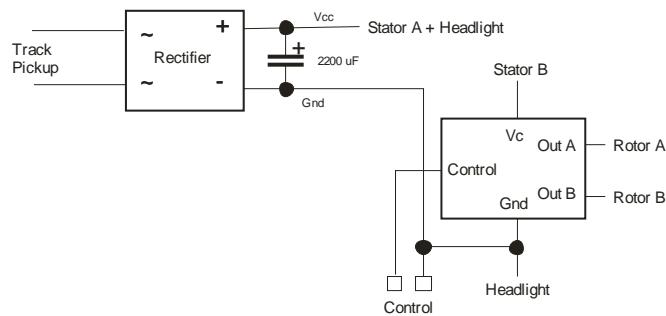 Track
Pickup
~
~
Rectifier
+
-
Vcc
Stator A + Headlight
+
2200 uF
Gnd
Stator B
Vc
Out A
Rotor A
Control
Out B
Rotor B
Gnd
Control
Headlight